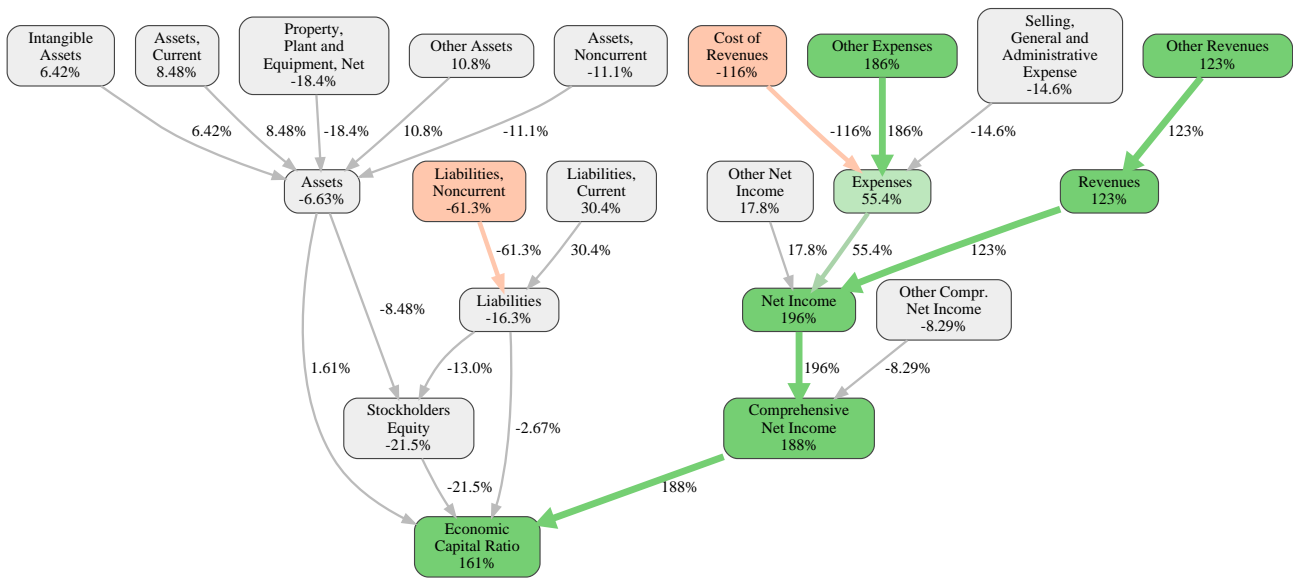 Intangible
Assets
6.42%
Assets,
Current
8.48%
Property,
Plant and
Equipment, Net
-18.4%
Other Assets
10.8%
Assets,
Noncurrent
-11.1%
Cost of
Revenues
-116%
Other Expenses
186%
Selling,
General and
Administrative
Expense
-14.6%
Other Revenues
123%
6.42%
8.48%
-18.4%
10.8%
-11.1%
-116%
186%
-14.6%
123%
Assets
-6.63%
Liabilities,
Noncurrent
-61.3%
Liabilities,
Current
30.4%
Other Net
Income
17.8%
Expenses
55.4%
Revenues
123%
-61.3%
30.4%
17.8%
55.4%
123%
-8.48%
Liabilities
-16.3%
Net Income
196%
Other Compr.
Net Income
-8.29%
1.61%
-13.0%
196%
-8.29%
Stockholders
Equity
-21.5%
-2.67%
Comprehensive
Net Income
188%
-21.5%
188%
Economic
Capital Ratio
161%